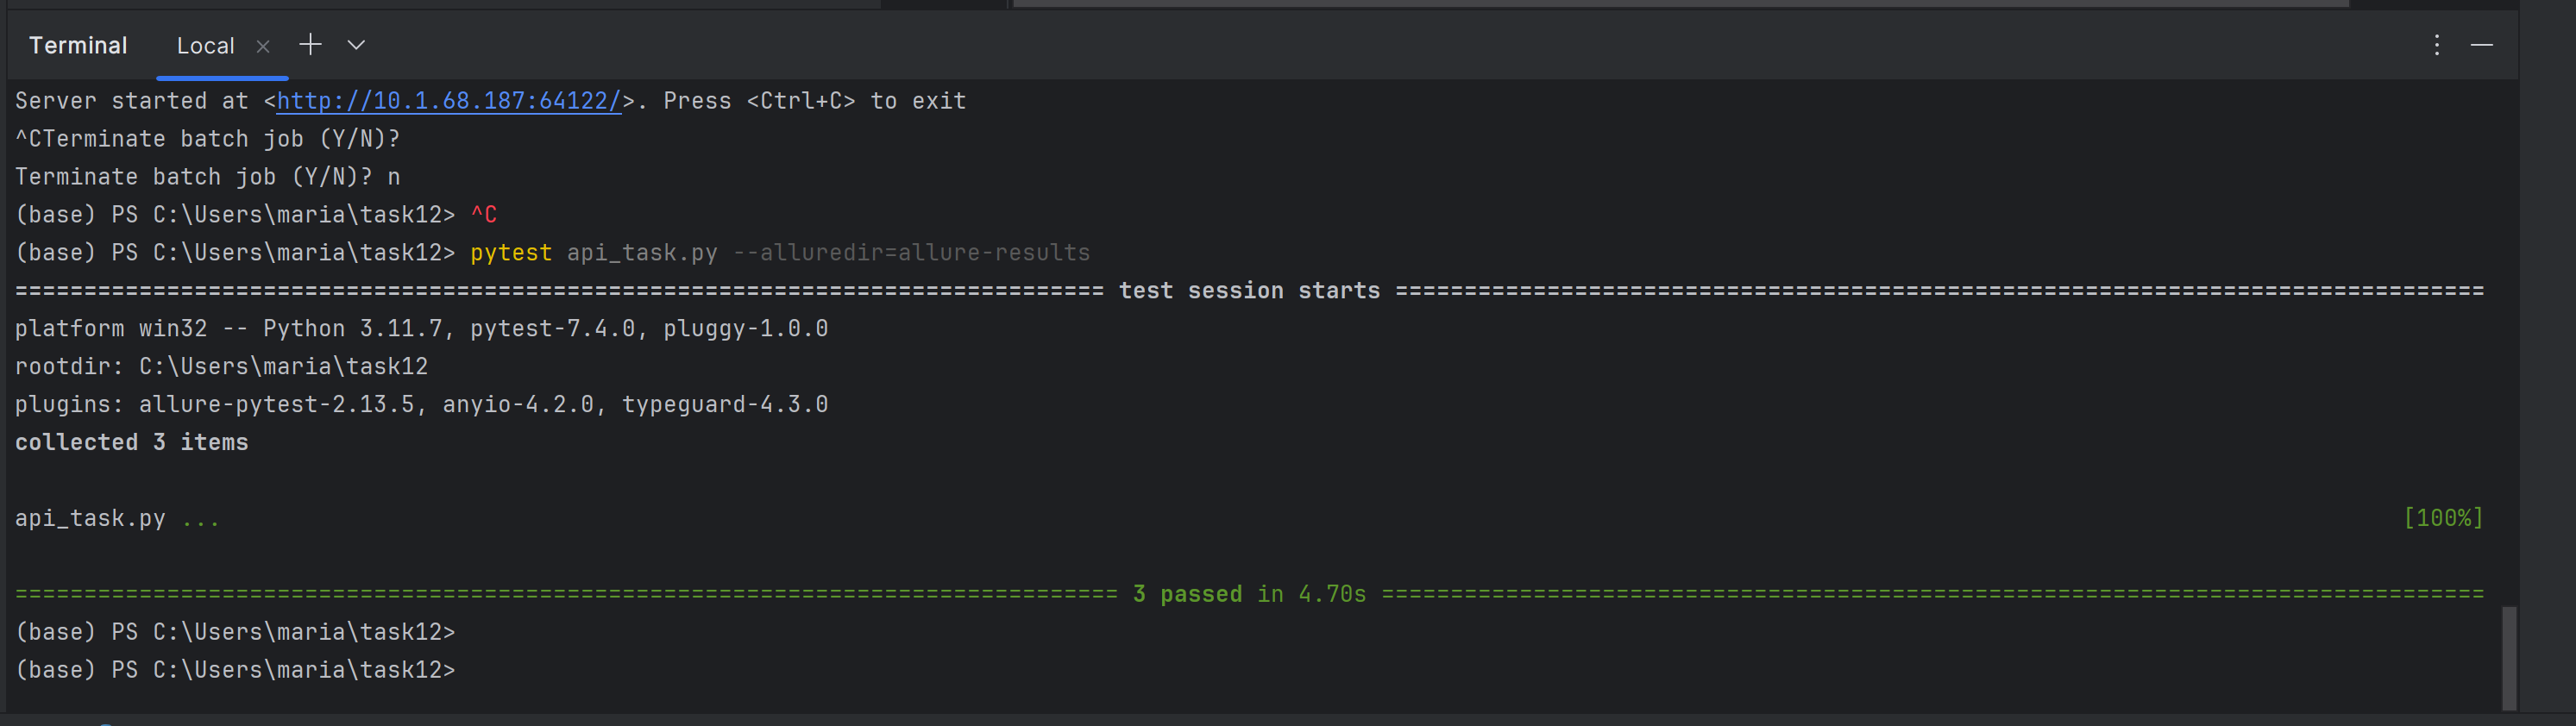 Terminal Local
Server started at <http://10.1.68.187:64122/>. Press <Ctrl+C> to exit
^CTerminate batch job (Y/N)?
Terminate batch job (Y/N)? n
(base) PS C:\Users\maria\task12> ^C
(base) PS C:\Users\maria\task12> pytest api_task.py --alluredir=allure-results
=============================================================================== test session starts ===============================================================================
platform win32 -- Python 3.11.7, pytest-7.4.0, pluggy-1.0.0
rootdir: C:\Users\maria\task12
plugins: allure-pytest-2.13.5, anyio-4.2.0, typeguard-4.3.0
collected 3 items
api_task.py ... [100%]
================================================================================ 3 passed in 4.70s ================================================================================
(base) PS C:\Users\maria\task12>
(base) PS C:\Users\maria\task12>